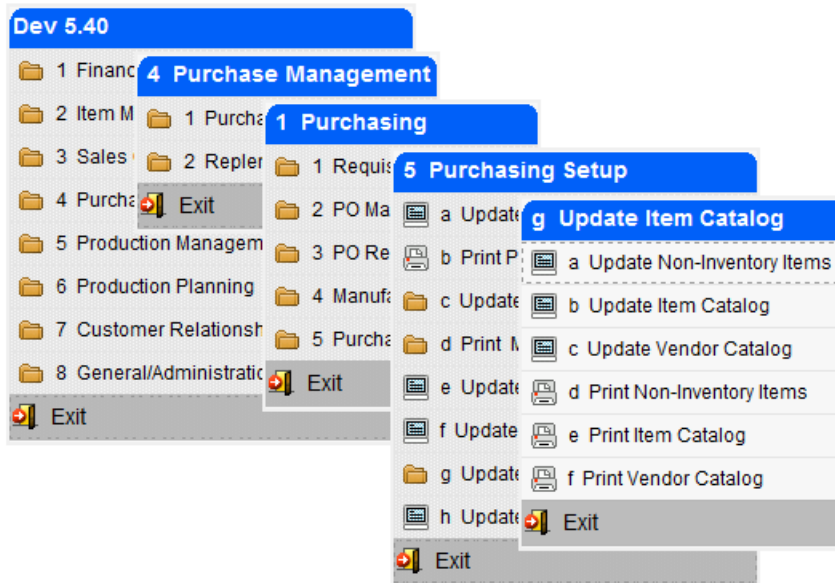 Dev 5.40
1 Financ
2 Item M
3 Sales
4 Purcha
5 Production Managem
6 Production Planning
7 Customer Relationsh
8 General/Administratio
Exit
4 Purchase Management
1 Purcha
2 Repler
Exit
1 Purchasing
1 Requis
2 PO Ma
3 PO Re
4 Manufa
5 Purcha
Exit
5 Purchasing Setup
a Update
b Print P
c Update
d Print
e Update
f Update
g Update
h Update
Exit
g Update Item Catalog
a Update Non-Inventory Items
b Update Item Catalog
c Update Vendor Catalog
d Print Non-Inventory Items
e Print Item Catalog
f Print Vendor Catalog
Exit